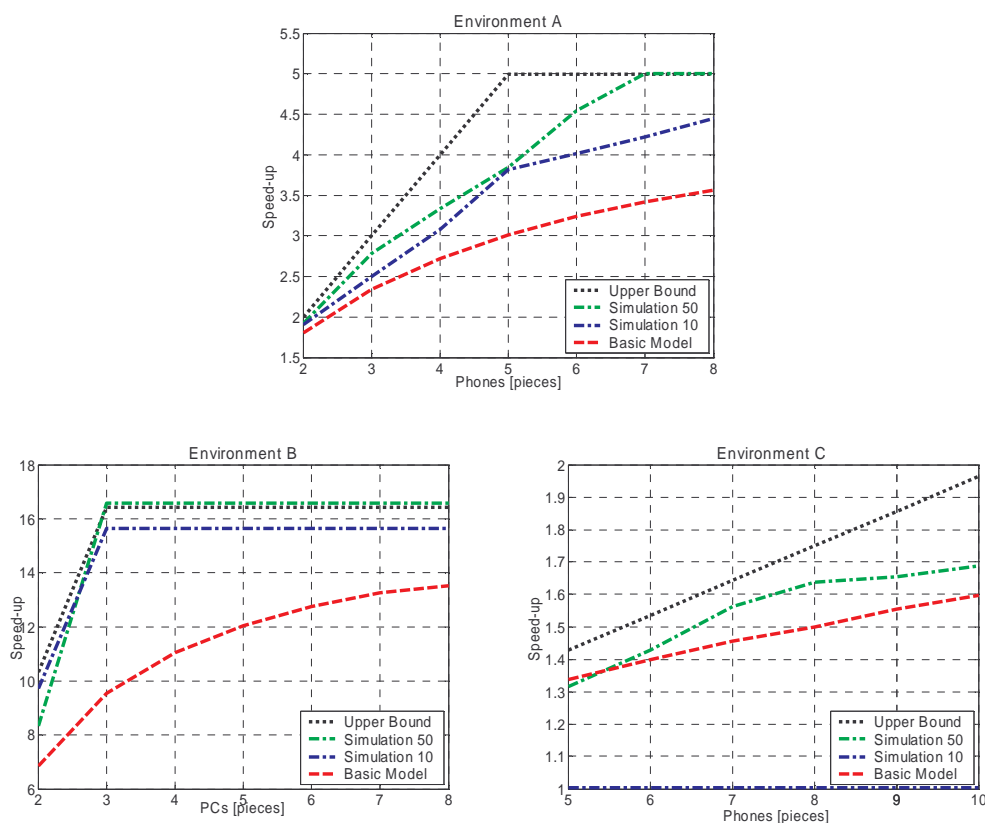 Environment A
5.5
5
4.5
4
3.5
3
2.5
2
1.5
Speed-up
2 3 4 5 6 7 8
Phones [pieces]
Upper Bound
Simulation 50
Simulation 10
Basic Model
Environment B
18
16
14
12
10
8
6
Speed-up
2 3 4 5 6 7 8
PCs [pieces]
Upper Bound
Simulation 50
Simulation 10
Basic Model
Environment C
2
1.9
1.8
1.7
1.6
1.5
1.4
1.3
1.2
1.1
1
Speed-up
5 6 7 8 9 10
Phones [pieces]
Upper Bound
Simulation 50
Simulation 10
Basic Model